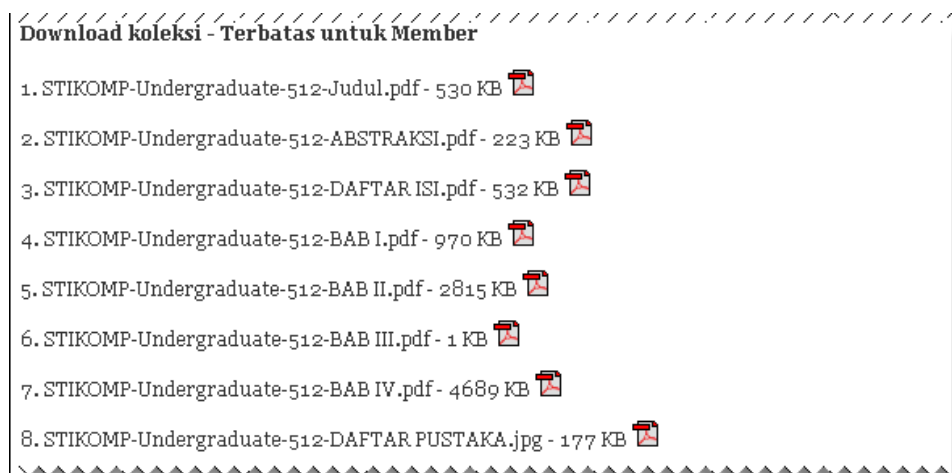 Download koleksi - Terbatas untuk Member
1. STIKOMP-Undergraduate-512-Judul.pdf - 530 KB
2. STIKOMP-Undergraduate-512-ABSTRAKSI.pdf - 223 KB
3. STIKOMP-Undergraduate-512-DAFTAR ISI.pdf - 532 KB
4. STIKOMP-Undergraduate-512-BAB I.pdf - 970 KB
5. STIKOMP-Undergraduate-512-BAB II.pdf - 2815 KB
6. STIKOMP-Undergraduate-512-BAB III.pdf - 1 KB
7. STIKOMP-Undergraduate-512-BAB IV.pdf - 4689 KB
8. STIKOMP-Undergraduate-512-DAFTAR PUSTAKA.jpg - 177 KB